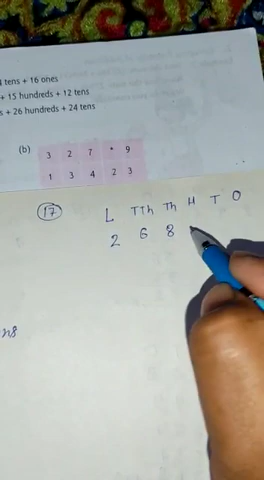 tens + 16 ones
+ 15 hundreds + 12 tens
+ 26 hundreds + 24 tens
(b)
3 2 7 * 9
1 3 4 2 3
17 L TTh Th H T O
2 6 8